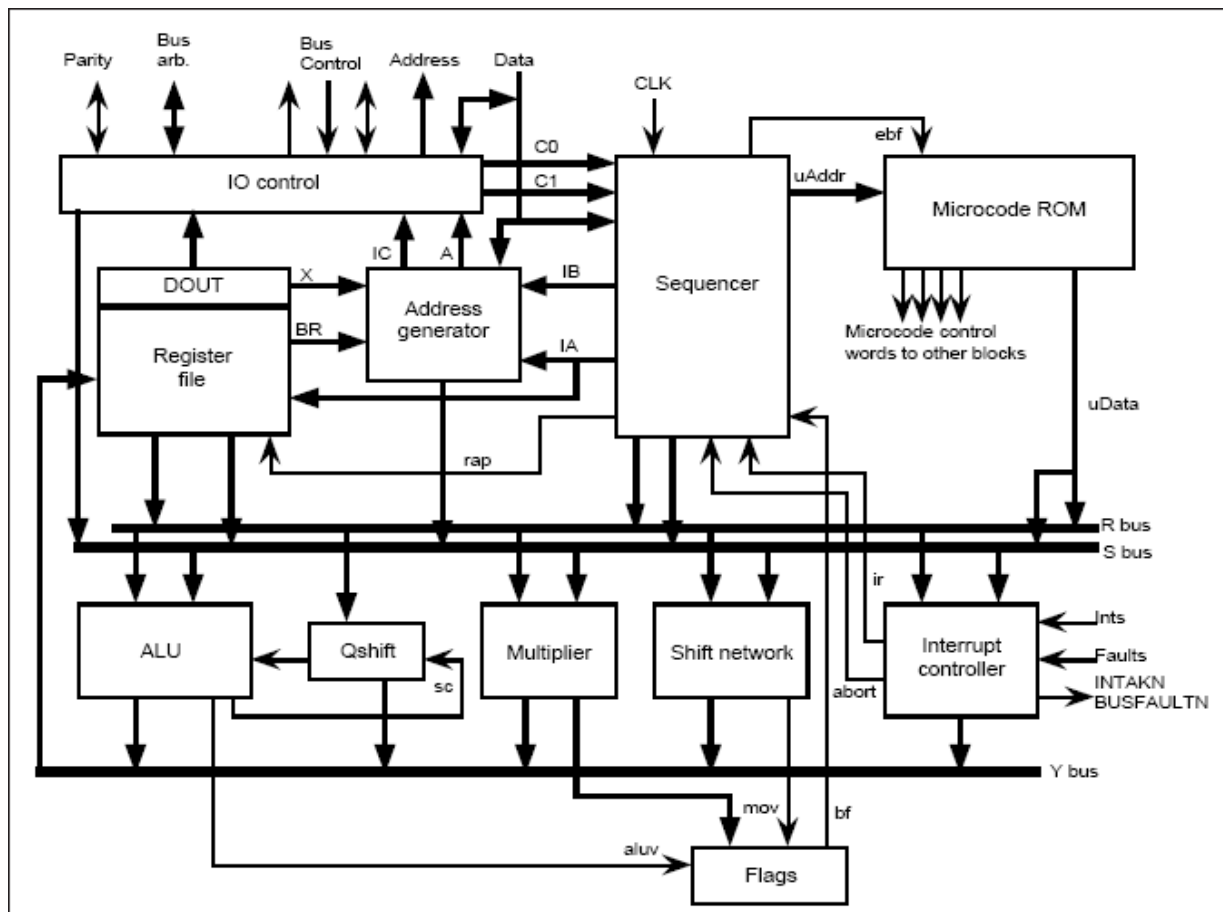 Parity
Bus
arb.
Bus
Control
Address
Data
CLK
ebf
C0
C1
uAddr
IO control
Microcode ROM
IC
A
X
DOUT
IB
Sequencer
Address
generator
BR
Register
file
IA
Microcode control
words to other blocks
uData
rap
R bus
S bus
ir
Ints
ALU
Qshift
Multiplier
Shift network
Interrupt
controller
Faults
sc
abort
INTAKN
BUSFAULTN
Y bus
mov
bf
aluv
Flags